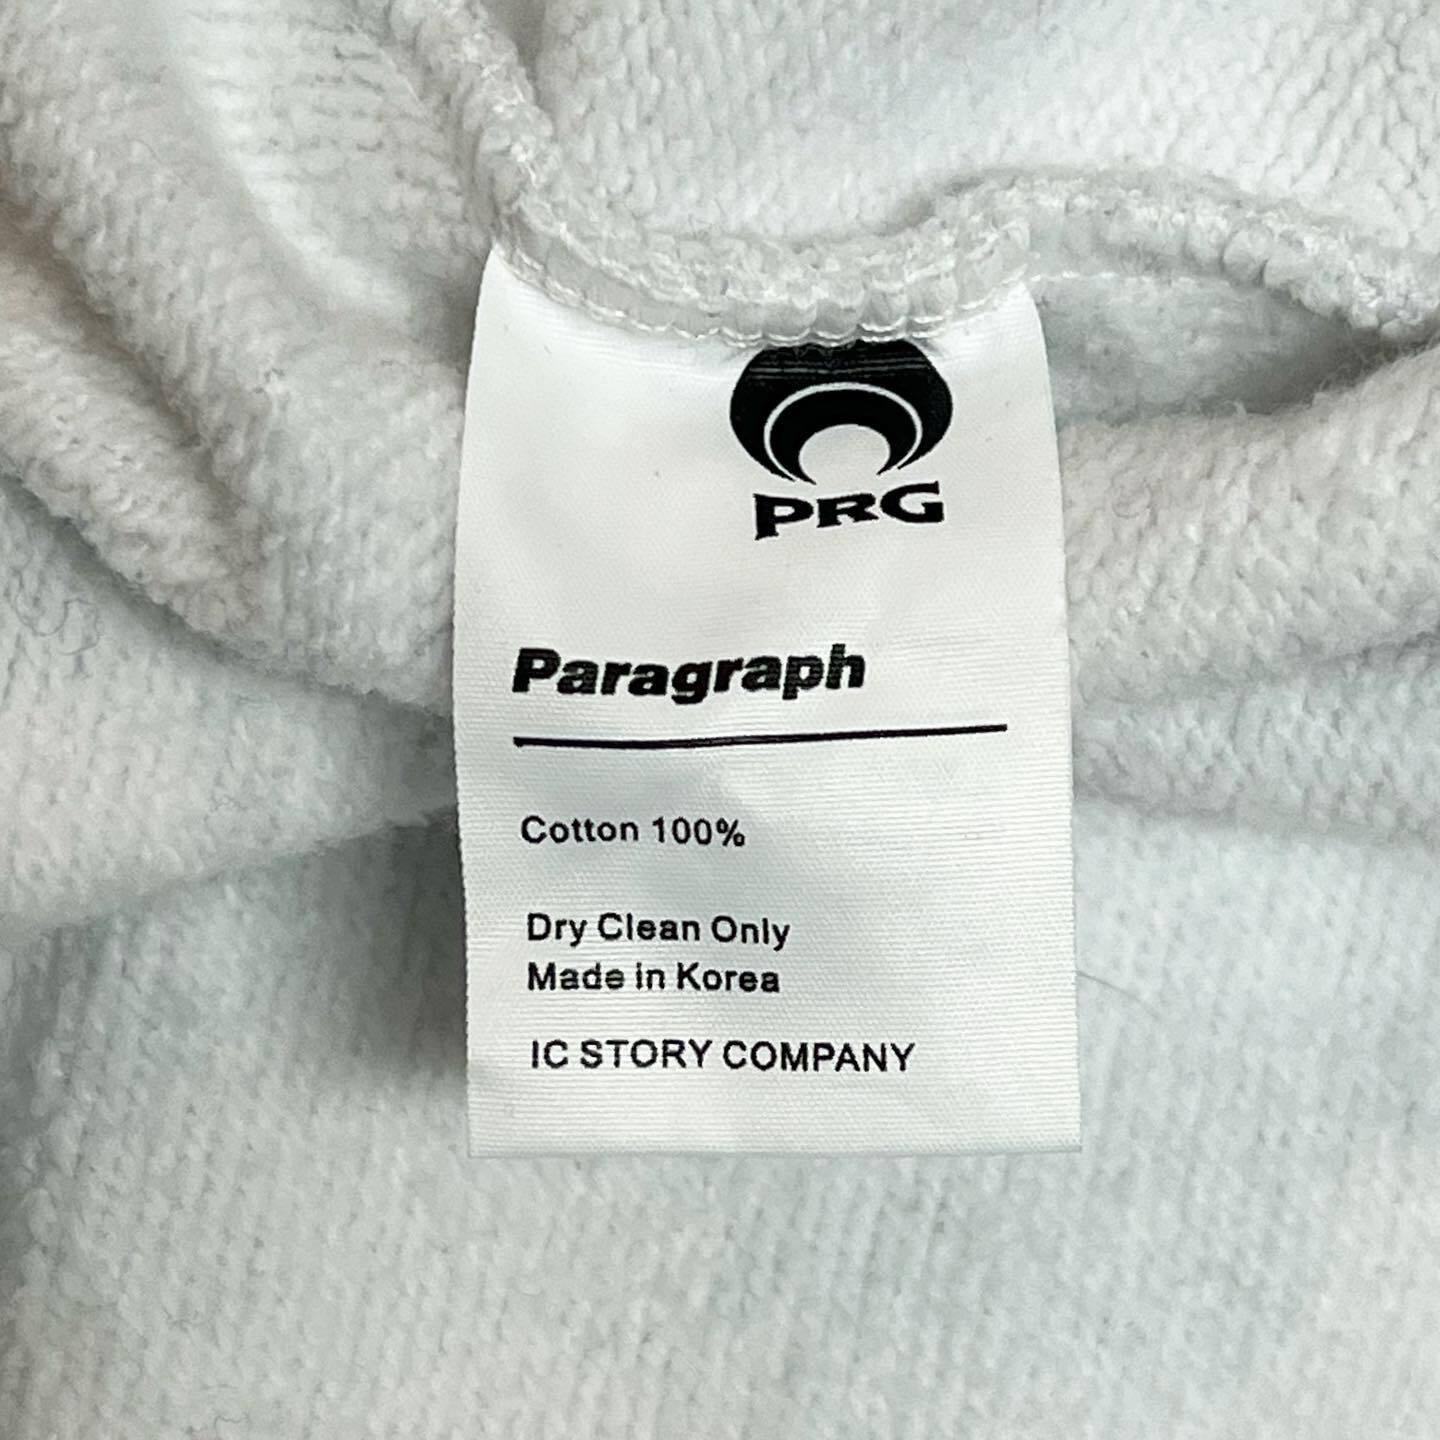 PRG
Paragraph
Cotton 100%
Dry Clean Only
Made in Korea
IC STORY COMPANY